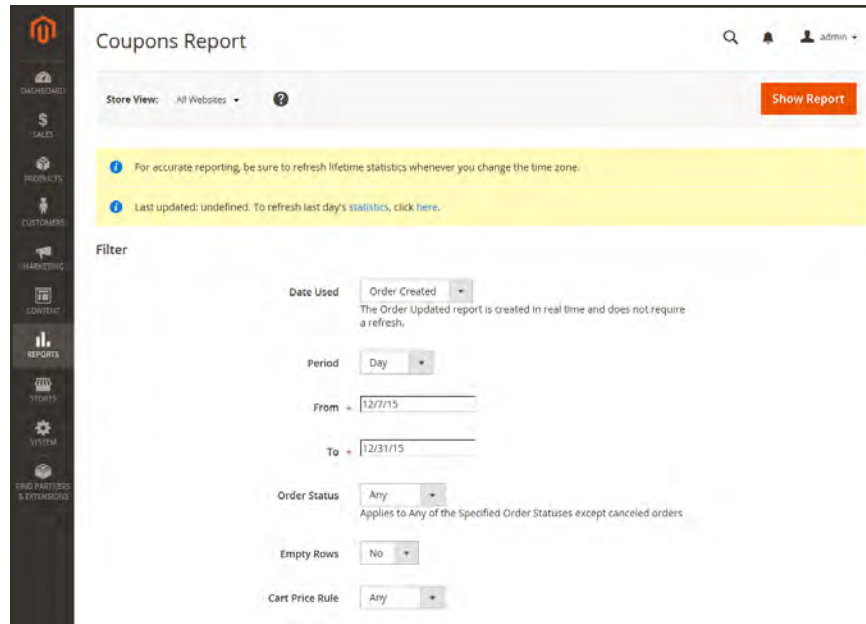 Coupons Report
admin
DASHBOARD
SALES
PRODUCTS
CUSTOMERS
MARKETING
CONTENT
REPORTS
STORES
SYSTEM
FIND PARTNERS
& EXTENSIONS
Store View: All Websites
Show Report
For accurate reporting, be sure to refresh lifetime statistics whenever you change the time zone.
Last updated: undefined. To refresh last day's statistics, click here.
Filter
Date Used Order Created
The Order Updated report is created in real time and does not require
a refresh.
Period Day
From * 12/7/15
To * 12/31/15
Order Status Any
Applies to Any of the Specified Order Statuses except canceled orders
Empty Rows No
Cart Price Rule Any